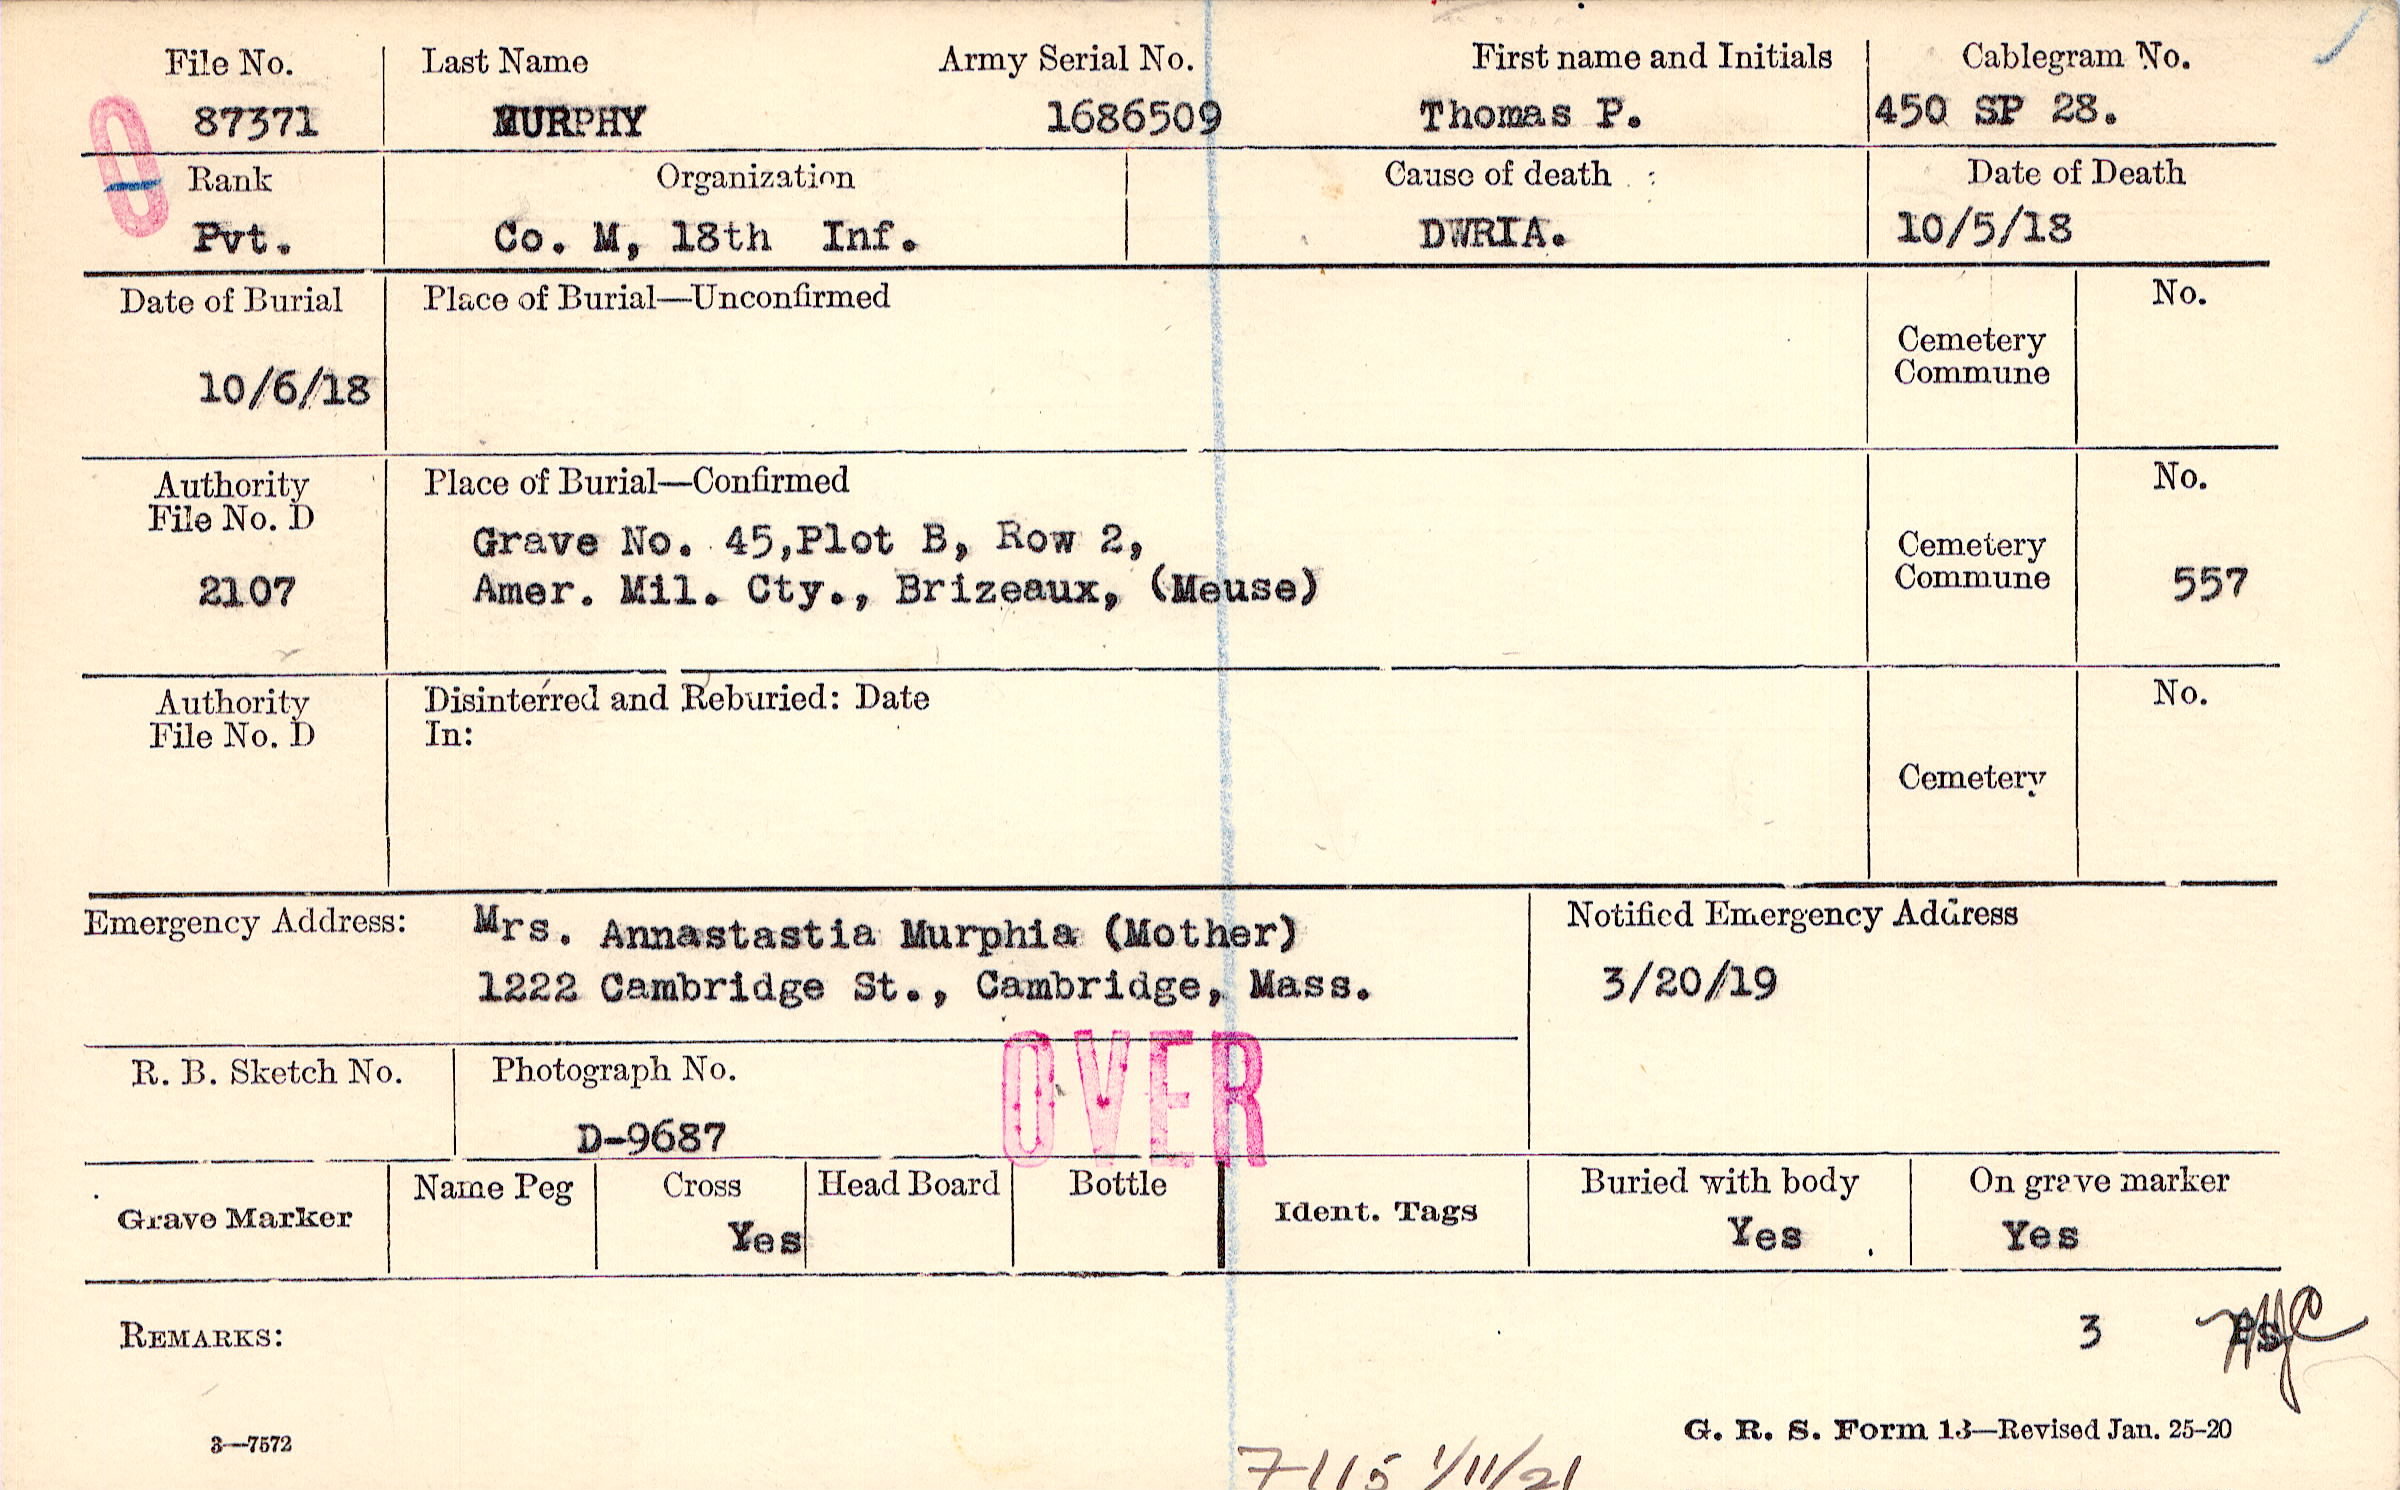 File No. Last Name Army Serial No. First name and Initials Cablegram No.
87371 MURPHY 1686509 Thomas P. 450 SP 28.
Rank Organization Cause of death Date of Death
Pvt. Co. M, 18th Inf. DWRIA. 10/5/18
Date of Burial Place of Burial—Unconfirmed No.
Cemetery
Commune
10/6/18
Authority Place of Burial—Confirmed No.
File No. D
Grave No. 45,Plot B, Row 2, Cemetery
2107 Amer. Mil. Cty., Brizeaux, (Meuse) Commune 557
Authority Disinterred and Reburied: Date No.
File No. D In:
Cemetery
Emergency Address: Mrs. Annastastia Murphia (Mother) Notified Emergency Address
1222 Cambridge St., Cambridge, Mass. 3/20/19
OVER
R. B. Sketch No. Photograph No.
D-9687
Name Peg Cross Head Board Bottle Buried with body On grave marker
Grave Marker Ident. Tags
Yes Yes Yes
REMARKS: 3
3—7572 G. R. S. Form 13—Revised Jan. 25-20
7115 1/11/21